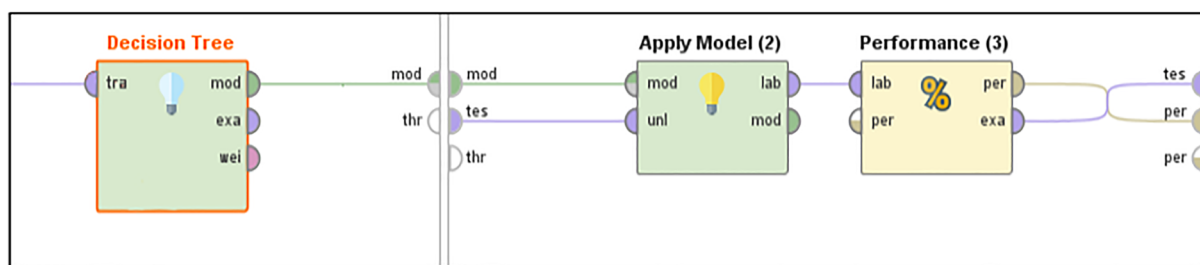 Decision Tree
tra
mod
exa
wei
mod
thr
mod
tes
thr
Apply Model (2)
mod
unl
lab
mod
Performance (3)
lab
per
%
per
exa
tes
per
per